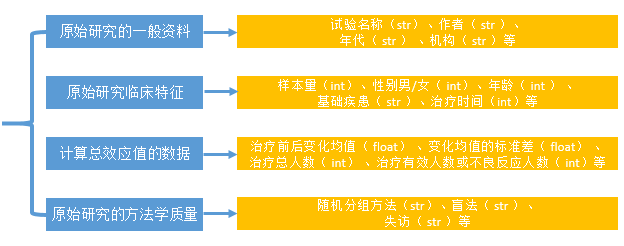 原始研究的一般资料
试验名称（str）、作者（ str ）、
年代（ str ） 、机构（ str ）等
原始研究临床特征
样本量（int）、性别男/女（ int）、年龄（ int ） 、
基础疾患（ str ）、治疗时间（int）等
计算总效应值的数据
治疗前后变化均值（ float） 、变化均值的标准差（ float） 、
治疗总人数（ int） 、治疗有效人数或不良反应人数（ int）等
原始研究的方法学质量
随机分组方法（str）、盲法（ str ） 、
失访（ str ）等